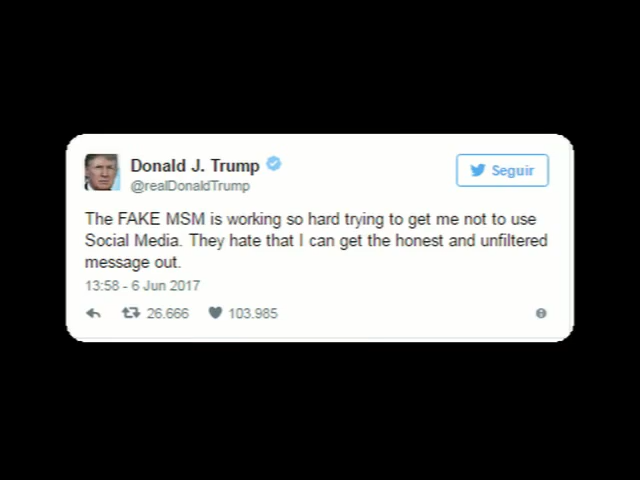 Donald J. Trump
Seguir
@realDonaldTrump
The FAKE MSM is working so hard trying to get me not to use
Social Media. They hate that I can get the honest and unfiltered
message out.
13:58 - 6 Jun 2017
26.666 103.985